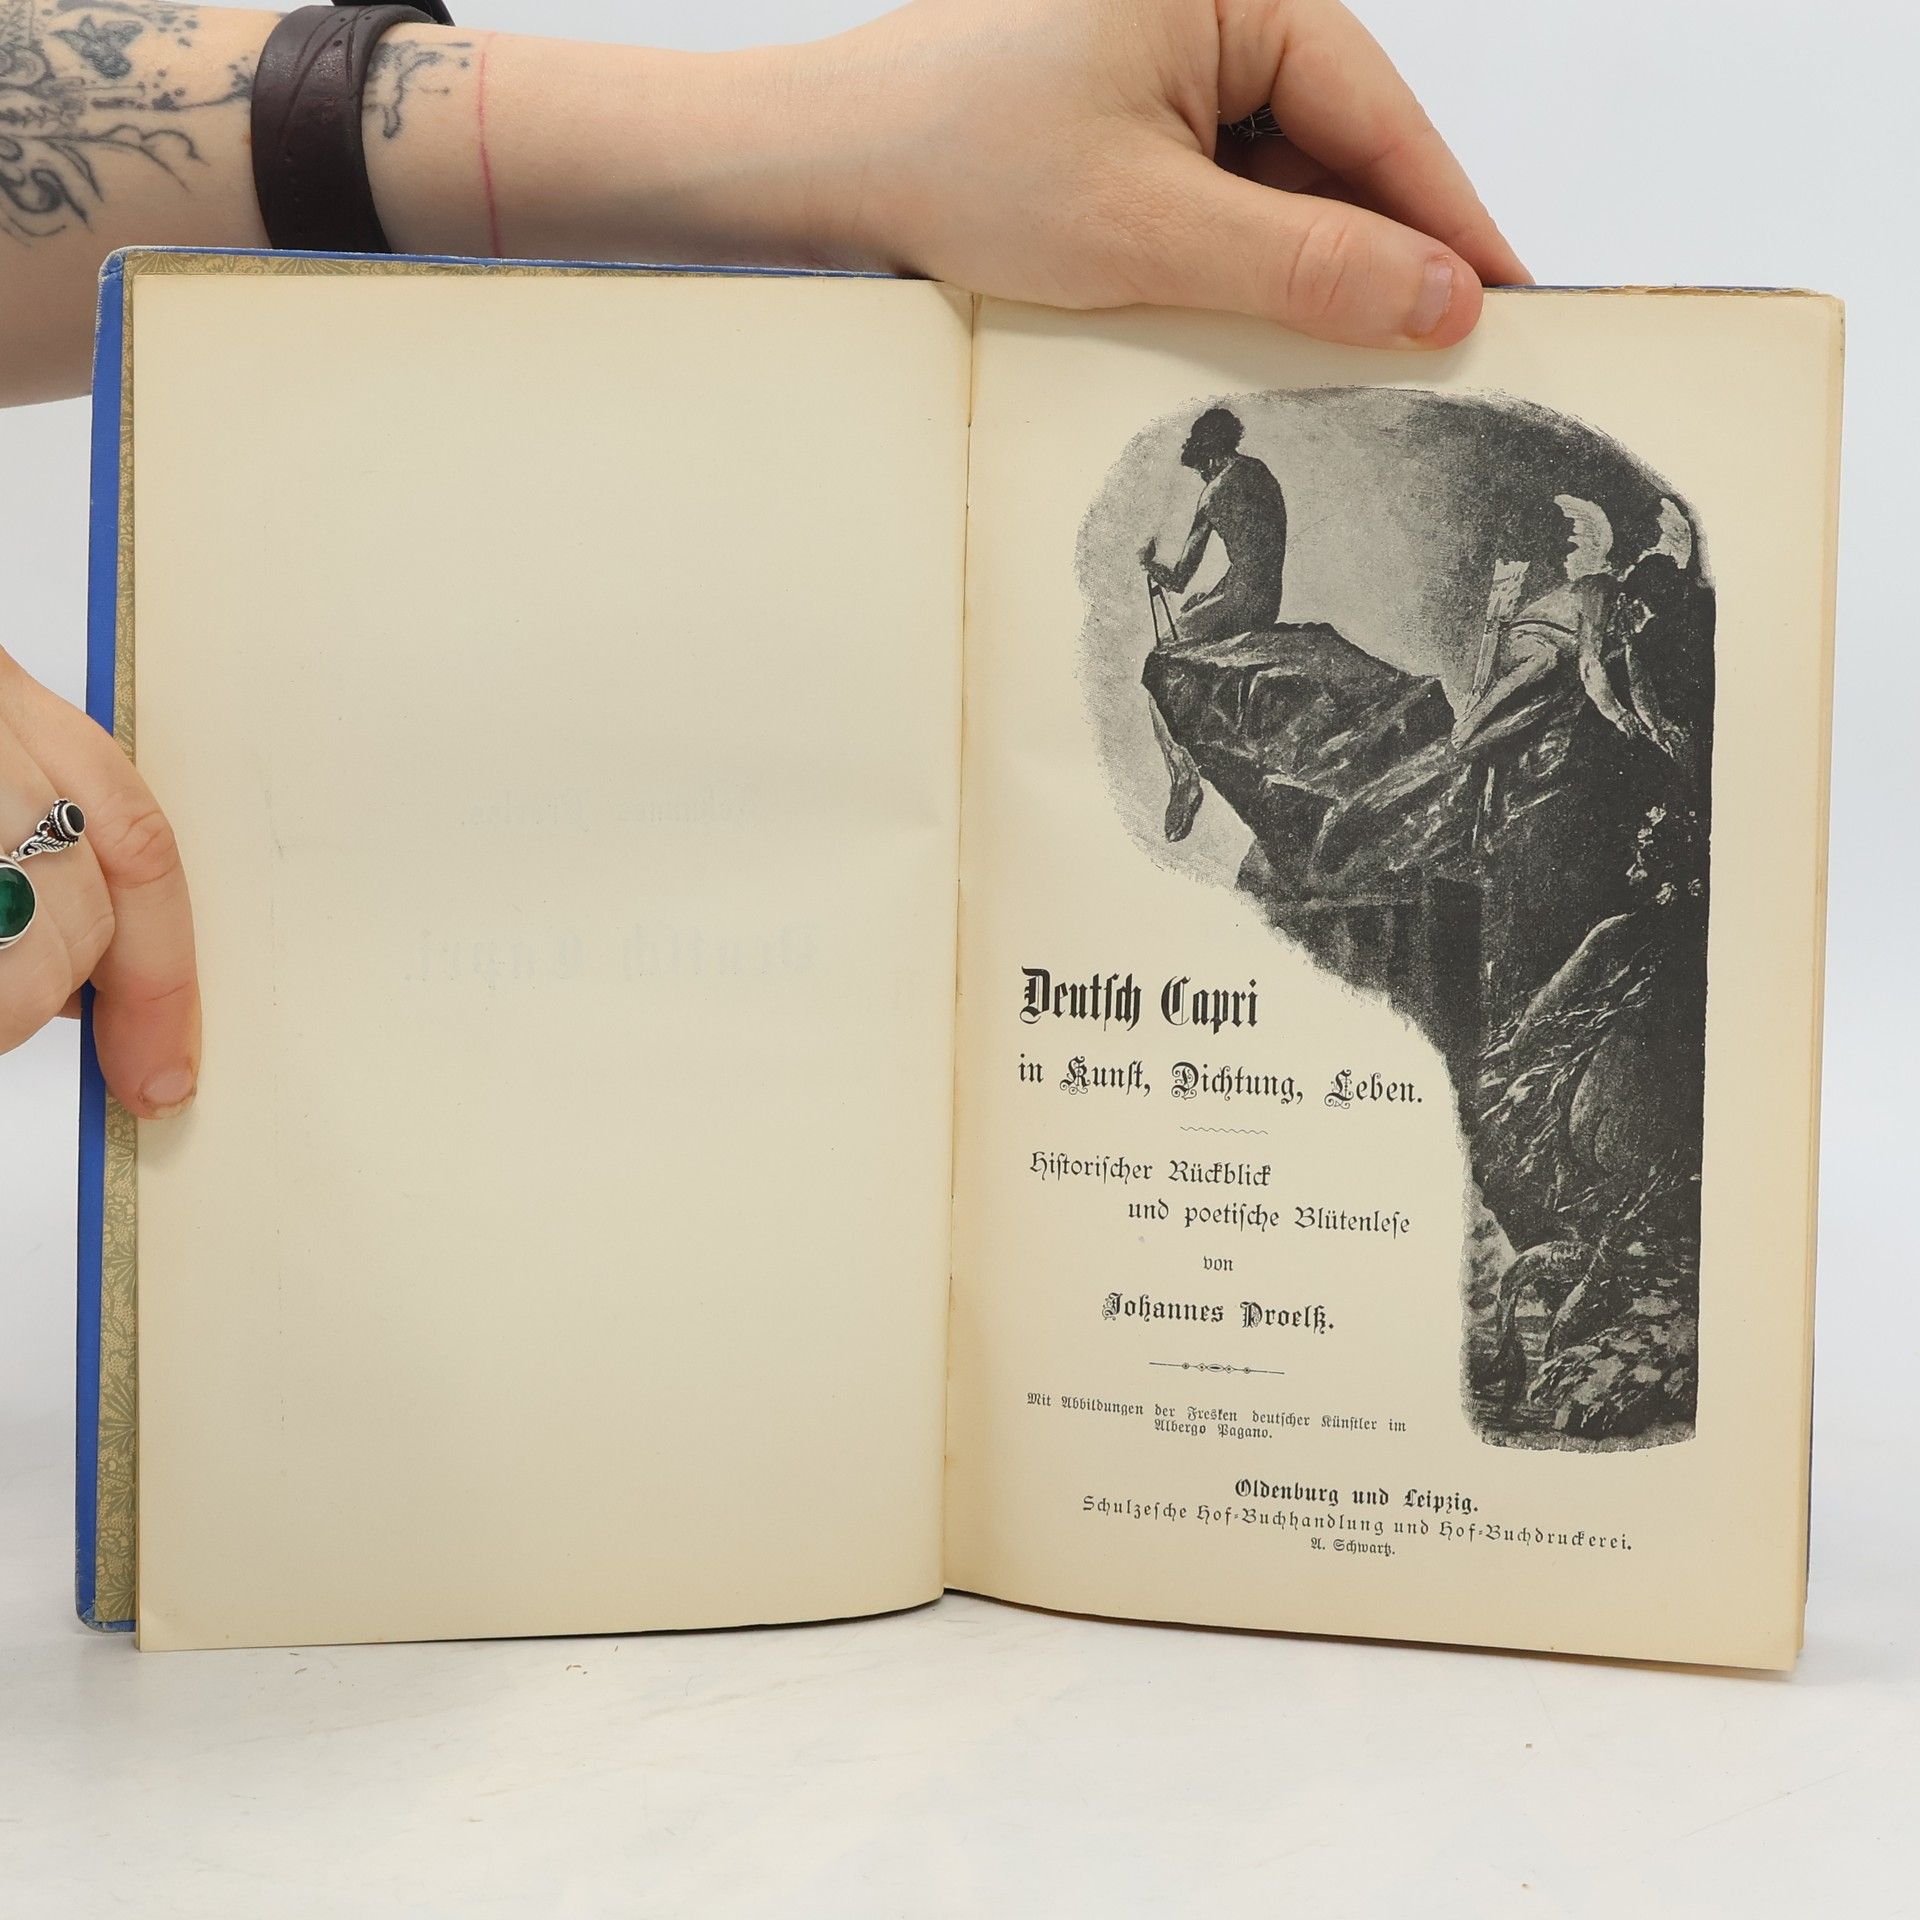 Deutſch Capri
in Kunſt, Dichtung, Leben.
Hiſtoriſcher Rückblick
und poetiſche Blütenleſe
von
Johannes Proelß.
Mit Abbildungen der Fresken deutſcher Künſtler im
Albergo Pagano.
Oldenburg und Leipzig.
Schulzeſche Hof-Buchhandlung und Hof-Buchdruckerei.
A. Schwartz.